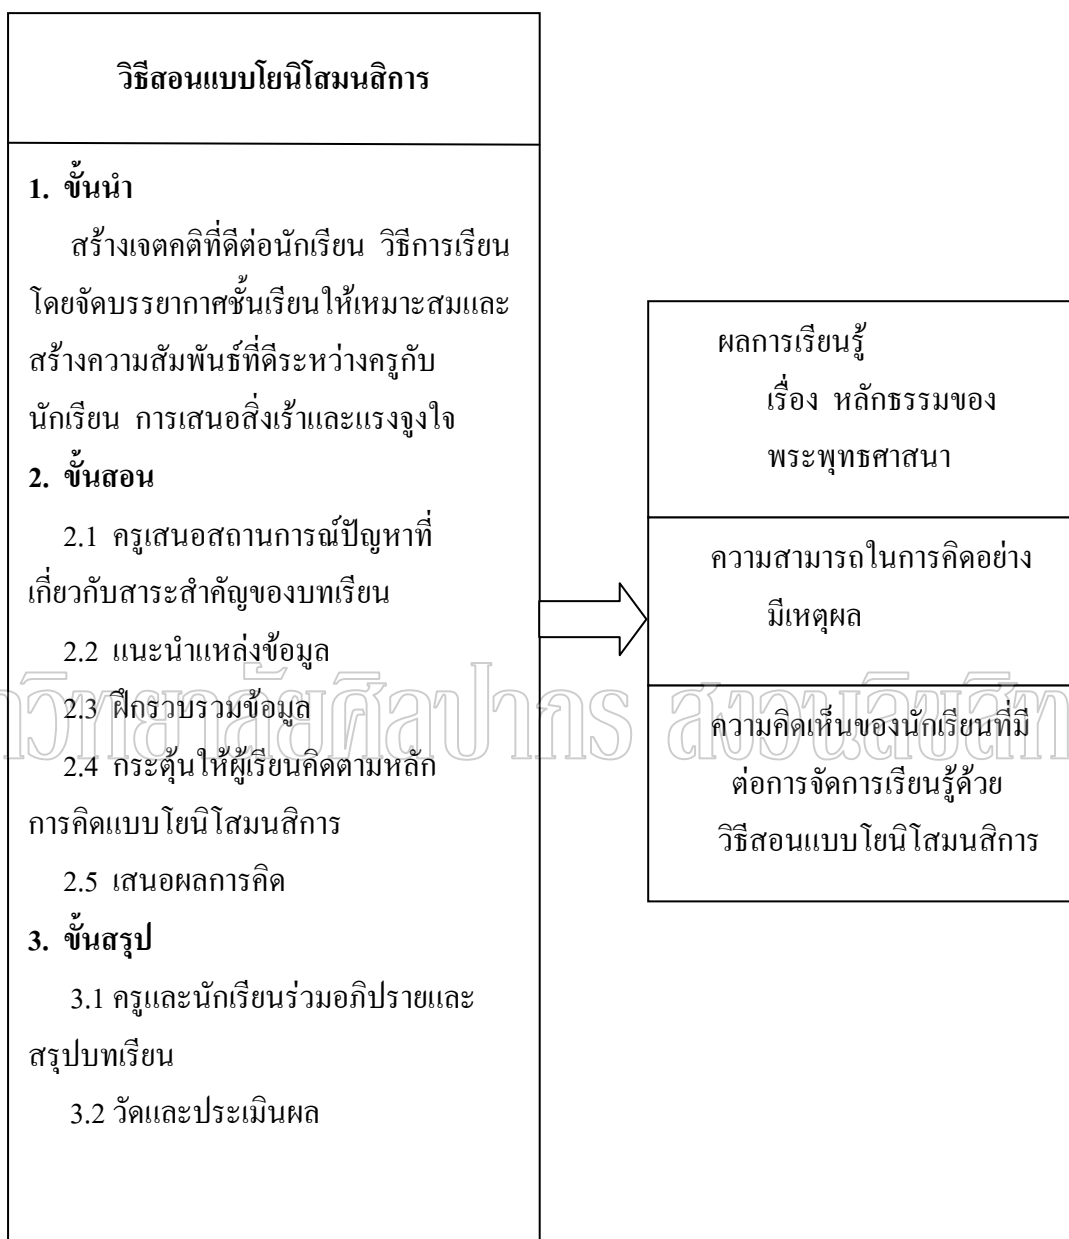 วิธีสอนแบบโยนิโสมนสิการ
1. ขั้นนำ
สร้างเจตคติที่ดีต่อนักเรียน วิธีการเรียน
โดยจัดบรรยากาศชั้นเรียนให้เหมาะสมและ
สร้างความสัมพันธ์ที่ดีระหว่างครูกับ
นักเรียน การเสนอสิ่งเร้าและแรงจูงใจ
2. ขั้นสอน
2.1 ครูเสนอสถานการณ์ปัญหาที่
เกี่ยวกับสาระสำคัญของบทเรียน
2.2 แนะนำแหล่งข้อมูล
2.3 ฝึกรวบรวมข้อมูล
2.4 กระตุ้นให้ผู้เรียนคิดตามหลัก
การคิดแบบโยนิโสมนสิการ
2.5 เสนอผลการคิด
3. ขั้นสรุป
3.1 ครูและนักเรียนร่วมอภิปรายและ
สรุปบทเรียน
3.2 วัดและประเมินผล
ผลการเรียนรู้
เรื่อง หลักธรรมของ
พระพุทธศาสนา
ความสามารถในการคิดอย่าง
มีเหตุผล
ความคิดเห็นของนักเรียนที่มี
ต่อการจัดการเรียนรู้ด้วย
วิธีสอนแบบโยนิโสมนสิการ
าวิทยาลัยศิลปากร สงวนลิขสิท